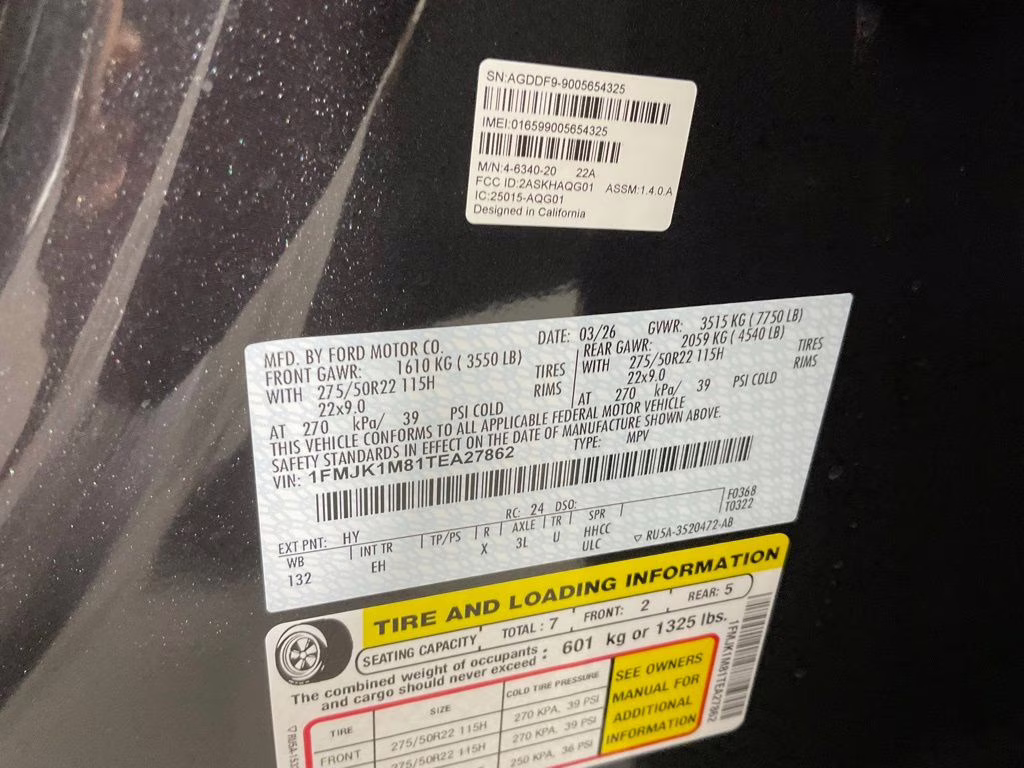 SN:AGDDF9-9005654325
IMEI:016599005654325
M/N:4-6340-20 22A
FCC ID:2ASKHAQG01 ASSM:1.4.0.A
IC:25015-AQG01
Designed in California
MFD. BY FORD MOTOR CO. DATE: 03/26 GVWR: 3515 KG ( 7750 LB)
FRONT GAWR: 1610 KG ( 3550 LB) REAR GAWR: 2059 KG ( 4540 LB)
WITH 275/50R22 115H TIRES WITH 275/50R22 115H TIRES
22x9.0 RIMS 22x9.0 RIMS
AT 270 kPa/ 39 PSI COLD AT 270 kPa/ 39 PSI COLD
THIS VEHICLE CONFORMS TO ALL APPLICABLE FEDERAL MOTOR VEHICLE
SAFETY STANDARDS IN EFFECT ON THE DATE OF MANUFACTURE SHOWN ABOVE.
VIN: 1FMJK1M81TEA27862 TYPE: MPV
EXT PNT: HY RC: 24 DSO: F0368
T0322
WB INT TR TP/PS R AXLE TR SPR
132 EH X 3L U HHCC
ULC ▽ RU5A-3520472-AB
TIRE AND LOADING INFORMATION
SEATING CAPACITY TOTAL : 7 FRONT: 2 REAR: 5
The combined weight of occupants
and cargo should never exceed : 601 kg or 1325 lbs.
TIRE SIZE COLD TIRE PRESSURE
FRONT 275/50R22 115H 270 KPA, 39 PSI
275/50R22 115H 270 KPA, 39 PSI
250 KPA, 36 PSI
SEE OWNERS
MANUAL FOR
ADDITIONAL
INFORMATION
1FMJK1M81TEA27862